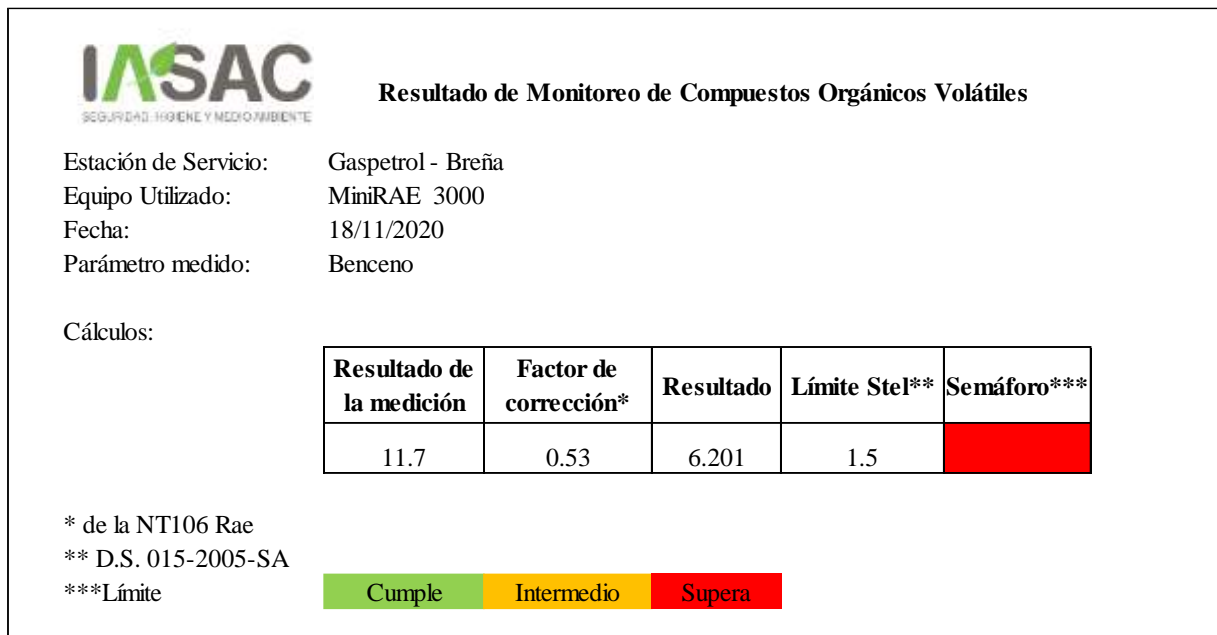 IASAC
SEGURIDAD, HIGIENE Y MEDIO AMBIENTE
Resultado de Monitoreo de Compuestos Orgánicos Volátiles
Estación de Servicio: Gaspetrol - Breña
Equipo Utilizado: MiniRAE 3000
Fecha: 18/11/2020
Parámetro medido: Benceno
Cálculos:
Resultado de la medición Factor de corrección* Resultado Límite Stel** Semáforo***
11.7 0.53 6.201 1.5
* de la NT106 Rae
** D.S. 015-2005-SA
***Límite Cumple Intermedio Supera